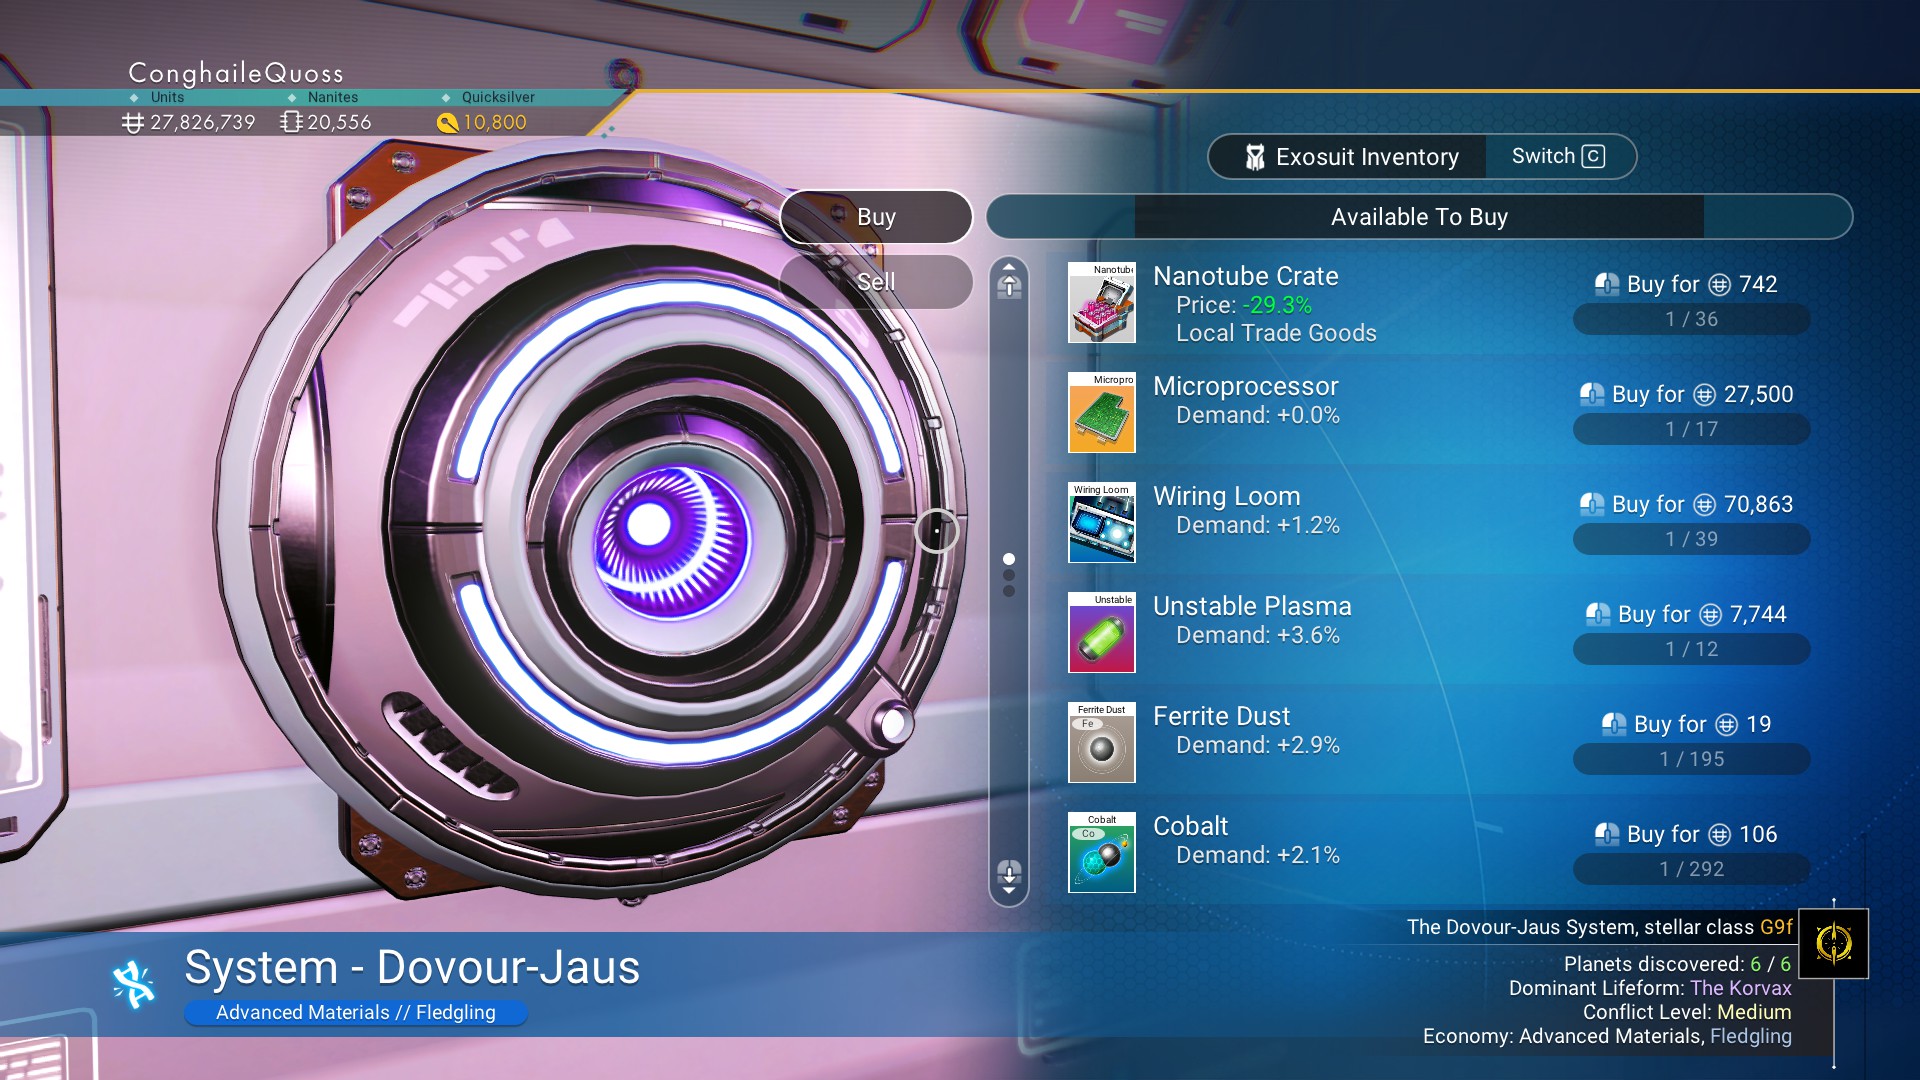 ConghaileQuoss
Units Nanites Quicksilver
27,826,739 20,556 10,800
Exosuit Inventory Switch C
Buy
Sell
Available To Buy
Nanotube
Nanotube Crate
Price: -29.3%
Local Trade Goods
Buy for 742
1 / 36
Micropro
Microprocessor
Demand: +0.0%
Buy for 27,500
1 / 17
Wiring Loom
Wiring Loom
Demand: +1.2%
Buy for 70,863
1 / 39
Unstable
Unstable Plasma
Demand: +3.6%
Buy for 7,744
1 / 12
Ferrite Dust
Fe
Ferrite Dust
Demand: +2.9%
Buy for 19
1 / 195
Cobalt
Co
Cobalt
Demand: +2.1%
Buy for 106
1 / 292
System - Dovour-Jaus
Advanced Materials // Fledgling
The Dovour-Jaus System, stellar class G9f
Planets discovered: 6 / 6
Dominant Lifeform: The Korvax
Conflict Level: Medium
Economy: Advanced Materials, Fledgling